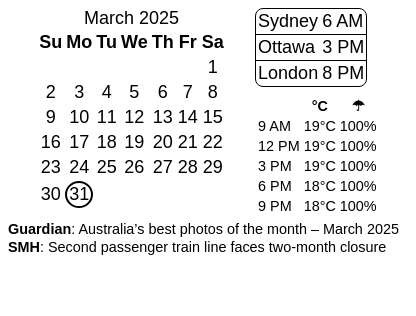 March 2025
Su Mo Tu We Th Fr Sa
1
2 3 4 5 6 7 8
9 10 11 12 13 14 15
16 17 18 19 20 21 22
23 24 25 26 27 28 29
30 31
Sydney 6 AM
Ottawa 3 PM
London 8 PM
°C ☂
9 AM 19°C 100%
12 PM 19°C 100%
3 PM 19°C 100%
6 PM 18°C 100%
9 PM 18°C 100%
Guardian: Australia’s best photos of the month – March 2025
SMH: Second passenger train line faces two-month closure